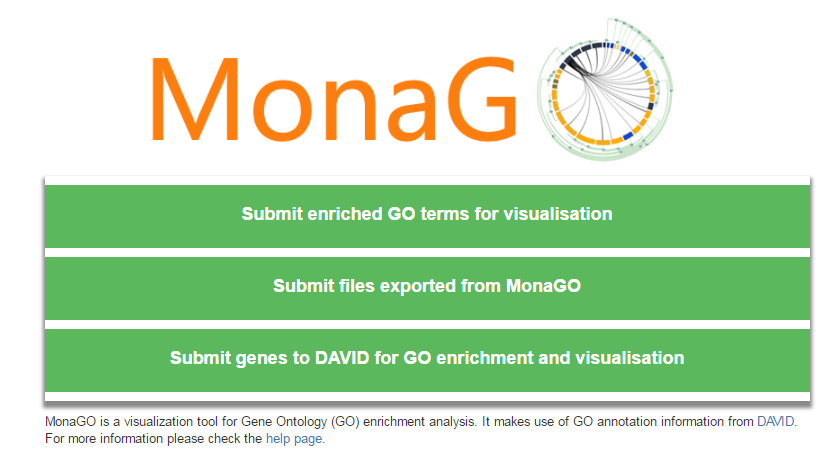 MonaGO
Submit enriched GO terms for visualisation
Submit files exported from MonaGO
Submit genes to DAVID for GO enrichment and visualisation
MonaGO is a visualization tool for Gene Ontology (GO) enrichment analysis. It makes use of GO annotation information from DAVID.
For more information please check the help page.